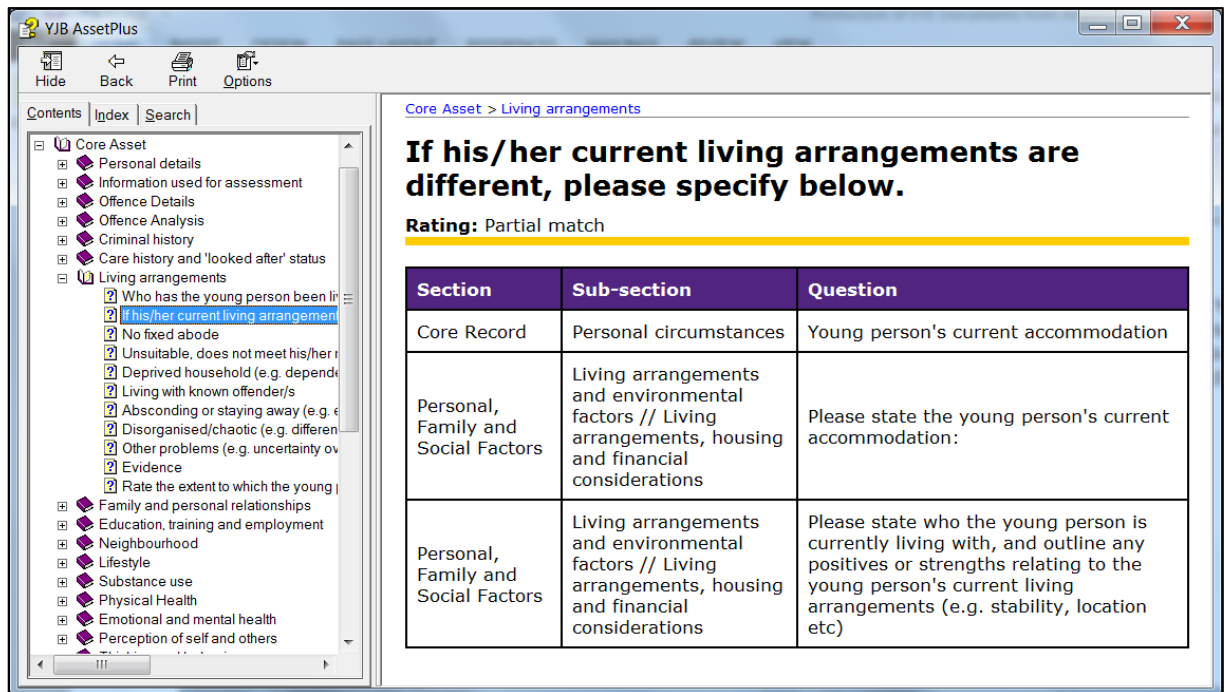 YJB AssetPlus
Hide Back Print Options
Contents Index Search
Core Asset
Personal details
Information used for assessment
Offence Details
Offence Analysis
Criminal history
Care history and 'looked after' status
Living arrangements
Who has the young person been
If his/her current living arrangement
No fixed abode
Unsuitable, does not meet his/her
Deprived household (e.g.
Living with known offender/s
Absconding or staying away (e.g.
Disorganised/chaotic (e.g.
Other problems (e.g. uncertainty
Evidence
Rate the extent to which the young
Family and personal relationships
Education, training and employment
Neighbourhood
Lifestyle
Substance use
Physical Health
Emotional and mental health
Perception of self and others
Core Asset > Living arrangements
If his/her current living arrangements are
different, please specify below.
Rating: Partial match
Section Sub-section Question
Core Record Personal circumstances Young person's current accommodation
Personal,
Family and
Social Factors
Living arrangements
and environmental
factors // Living
arrangements, housing
and financial
considerations
Please state the young person's current
accommodation:
Personal,
Family and
Social Factors
Living arrangements
and environmental
factors // Living
arrangements, housing
and financial
considerations
Please state who the young person is
currently living with, and outline any
positives or strengths relating to the
young person's current living
arrangements (e.g. stability, location
etc)